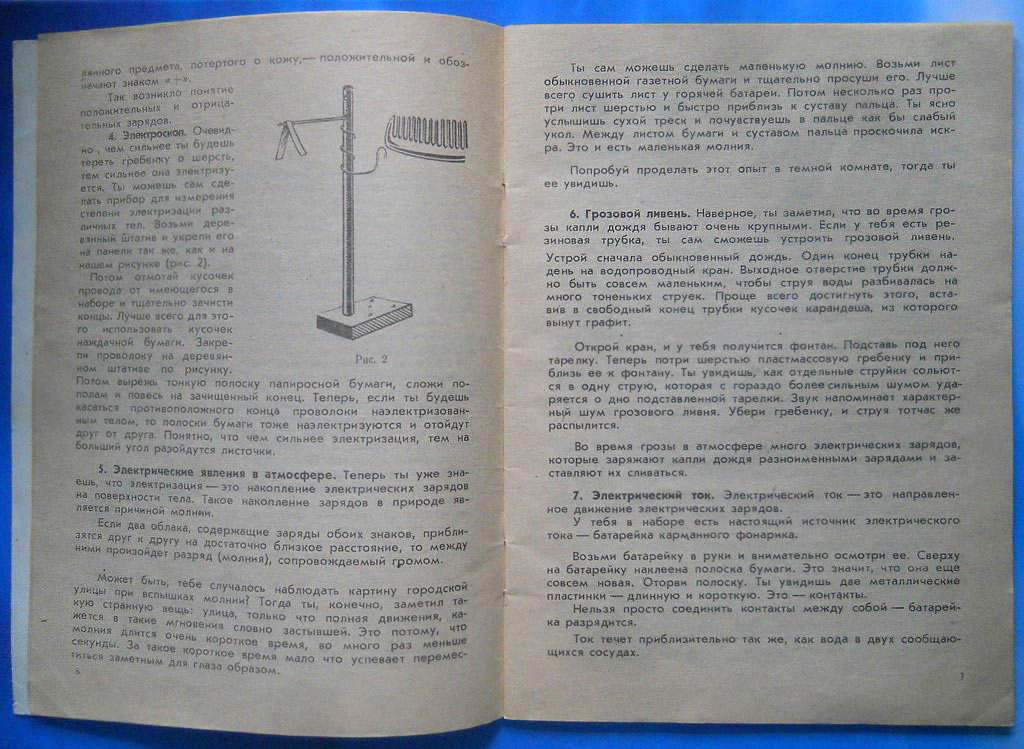 лянного предмета, потертого о кожу,— положительной и обоз-
начают знаком «+».
Так возникло понятие
положительных и отрица-
тельных зарядов.
4. Электроскоп. Очевид-
но , чем сильнее ты будешь
тереть гребенку о шерсть,
тем сильнее она электризу-
ется. Ты можешь сам сде-
лать прибор для измерения
степени электризации раз-
личных тел. Возьми дере-
вянный штатив и укрепи его
на панели так же, как и на
нашем рисунке (рис. 2).
Потом отмотай кусочек
провода от имеющегося в
наборе и тщательно зачисти
концы. Лучше всего для это-
го использовать кусочек
наждачной бумаги. Закре-
пи проволоку на деревян-
ном штативе по рисунку.
Рис. 2
Потом вырежь тонкую полоску папиросной бумаги, сложи по-
полам и повесь на зачищенный конец. Теперь, если ты будешь
касаться противоположного конца проволоки наэлектризован-
ным телом, то полоски бумаги тоже наэлектризуются и отойдут
друг от друга. Понятно, что чем сильнее электризация, тем на
больший угол разойдутся листочки.
5. Электрические явления в атмосфере. Теперь ты уже зна-
ешь, что электризация — это накопление электрических зарядов
на поверхности тела. Такое накопление зарядов в природе яв-
ляется причиной молнии.
Если два облака, содержащие заряды обоих знаков, прибли-
зятся друг к другу на достаточно близкое расстояние, то между
ними произойдет разряд (молния), сопровождаемый громом.
Может быть, тебе случалось наблюдать картину городской
улицы при вспышках молнии? Тогда ты, конечно, заметил та-
кую странную вещь: улица, только что полная движения, ка-
жется в такие мгновения словно застывшей. Это потому, что
молния длится очень короткое время, во много раз меньше
секунды. За такое короткое время мало что успевает перемес-
титься заметным для глаза образом.
6
Ты сам можешь сделать маленькую молнию. Возьми лист
обыкновенной газетной бумаги и тщательно просуши его. Лучше
всего сушить лист у горячей батареи. Потом несколько раз про-
три лист шерстью и быстро приблизь к суставу пальца. Ты ясно
услышишь сухой треск и почувствуешь в пальце как бы слабый
укол. Между листом бумаги и суставом пальца проскочила иск-
ра. Это и есть маленькая молния.
Попробуй проделать этот опыт в темной комнате, тогда ты
ее увидишь.
6. Грозовой ливень. Наверное, ты заметил, что во время гро-
зы капли дождя бывают очень крупными. Если у тебя есть ре-
зиновая трубка, ты сам сможешь устроить грозовой ливень.
Устрой сначала обыкновенный дождь. Один конец трубки на-
день на водопроводный кран. Выходное отверстие трубки долж-
но быть совсем маленьким, чтобы струя воды разбивалась на
много тоненьких струек. Проще всего достигнуть этого, вста-
вив в свободный конец трубки кусочек карандаша, из которого
вынут графит.
Открой кран, и у тебя получится фонтан. Подставь под него
тарелку. Теперь потри шерстью пластмассовую гребенку и при-
близь ее к фонтану. Ты увидишь, как отдельные струйки сольют-
ся в одну струю, которая с гораздо более сильным шумом уда-
ряется о дно подставленной тарелки. Звук напоминает характер-
ный шум грозового ливня. Убери гребенку, и струя тотчас же
распылится.
Во время грозы в атмосфере много электрических зарядов,
которые заряжают капли дождя разноименными зарядами и за-
ставляют их сливаться.
7. Электрический ток. Электрический ток — это направлен-
ное движение электрических зарядов.
У тебя в наборе есть настоящий источник электрического
тока — батарейка карманного фонарика.
Возьми батарейку в руки и внимательно осмотри ее. Сверху
на батарейку наклеена полоска бумаги. Это значит, что она еще
совсем новая. Оторви полоску. Ты увидишь две металлические
пластинки — длинную и короткую. Это — контакты.
Нельзя просто соединить контакты между собой — батарей-
ка разрядится.
Ток течет приблизительно так же, как вода в двух сообщаю-
щихся сосудах.
7